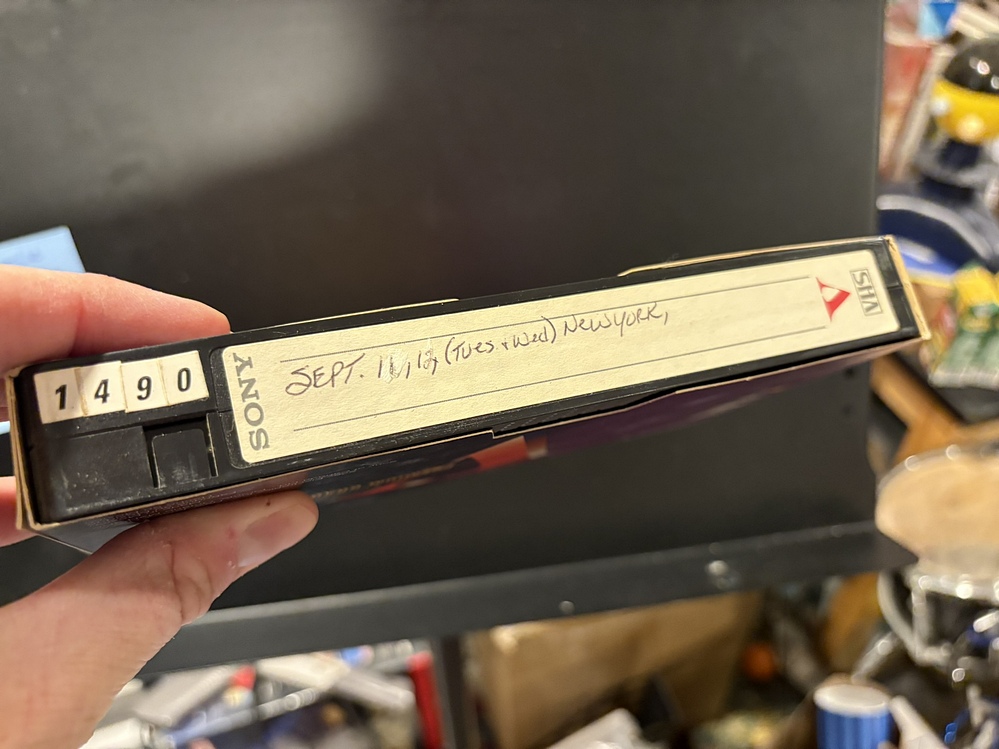 1490
SONY
SEPT. 11, 12, (TUES. + WED) NEW YORK,
VHS